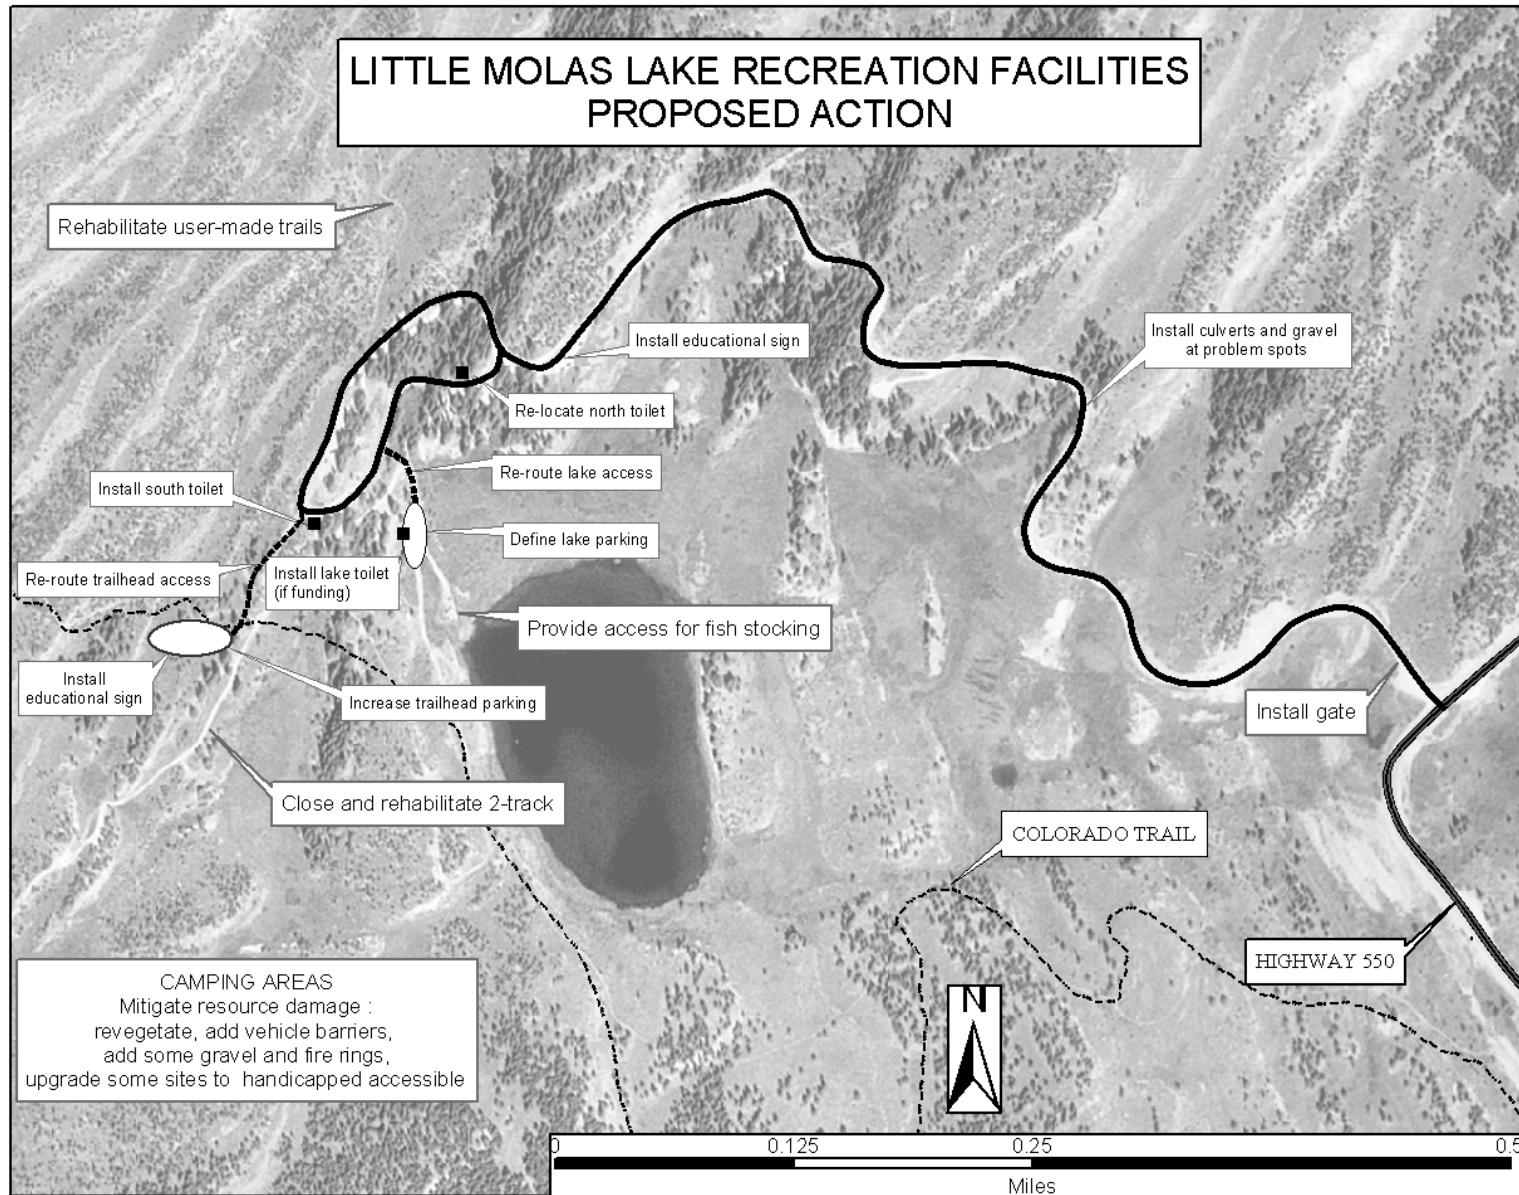 LITTLE MOLAS LAKE RECREATION FACILITIES
PROPOSED ACTION
Rehabilitate user-made trails
Install educational sign
Install culverts and gravel
at problem spots
Re-locate north toilet
Re-route lake access
Install south toilet
Define lake parking
Re-route trailhead access
Install lake toilet
(if funding)
Provide access for fish stocking
Install
educational sign
Increase trailhead parking
Install gate
Close and rehabilitate 2-track
COLORADO TRAIL
HIGHWAY 550
CAMPING AREAS
Mitigate resource damage :
revegetate, add vehicle barriers,
add some gravel and fire rings,
upgrade some sites to handicapped accessible
N
0 0.125 0.25 0.5
Miles